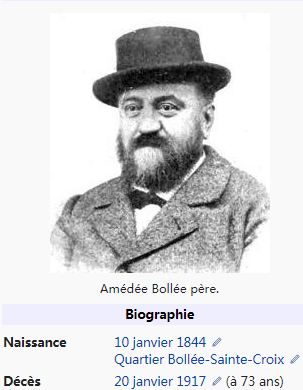 Amédée Bollée père.
Biographie
Naissance 10 janvier 1844
Quartier Bollée-Sainte-Croix
Décès 20 janvier 1917 (à 73 ans)